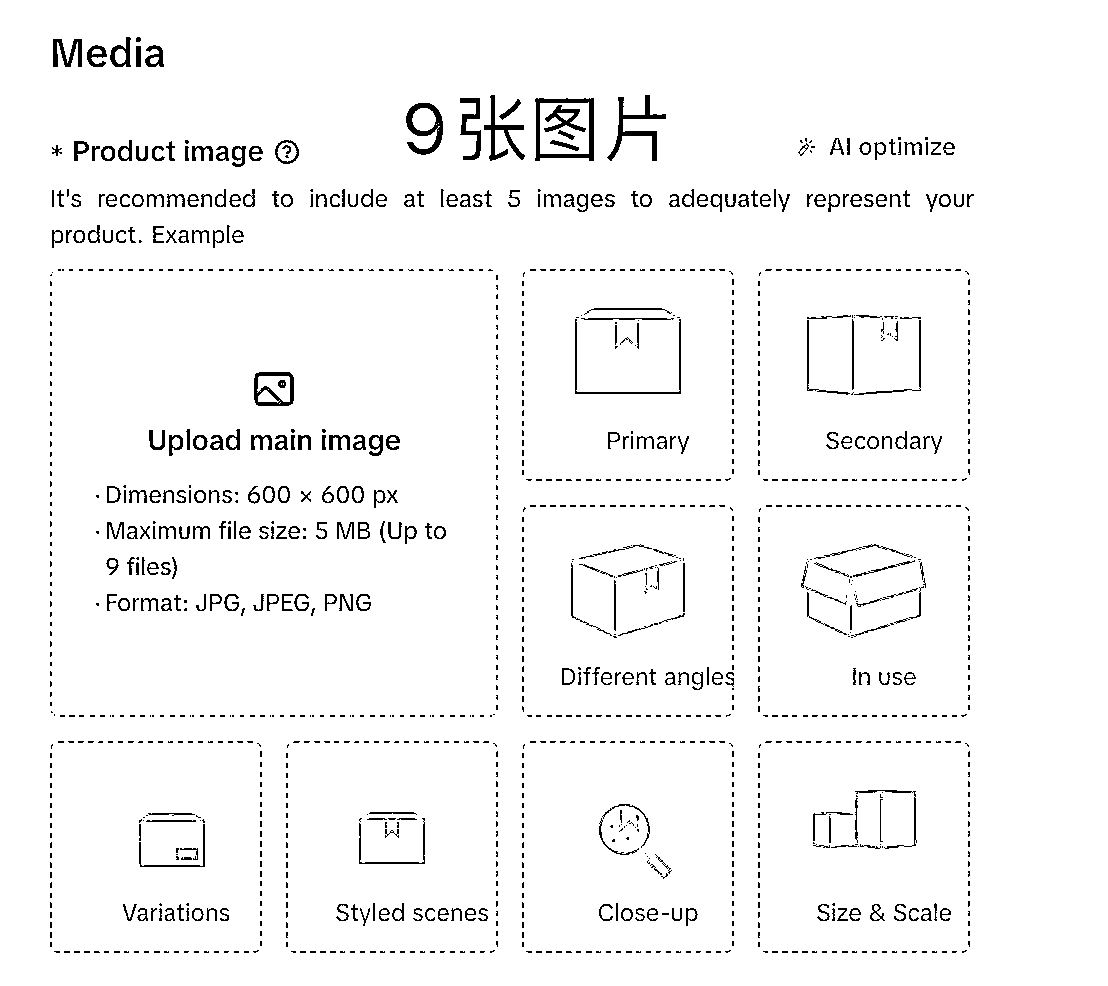 Media
9张图片
* Product image
AI optimize
It's recommended to include at least 5 images to adequately represent your
product. Example
Upload main image
· Dimensions: 600 × 600 px
· Maximum file size: 5 MB (Up to
9 files)
· Format: JPG, JPEG, PNG
Primary
Secondary
Different angles
In use
Variations
Styled scenes
Close-up
Size & Scale